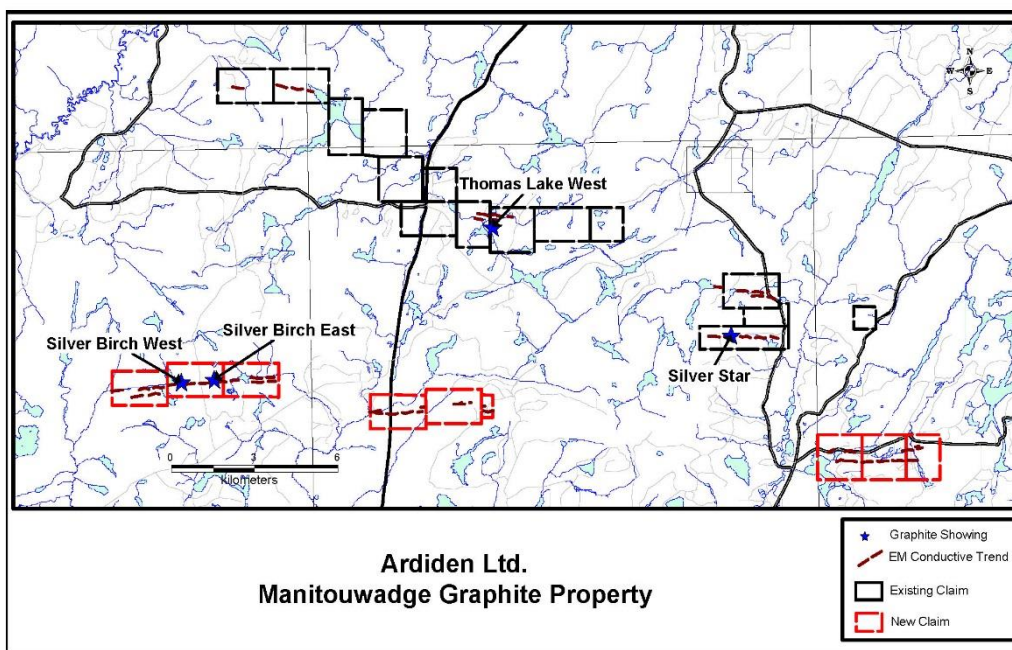 N
W E
S
Thomas Lake West
Silver Birch West
Silver Birch East
Silver Star
0 3 6
kilometers
Ardiden Ltd.
Manitouwadge Graphite Property
Graphite Showing
EM Conductive Trend
Existing Claim
New Claim